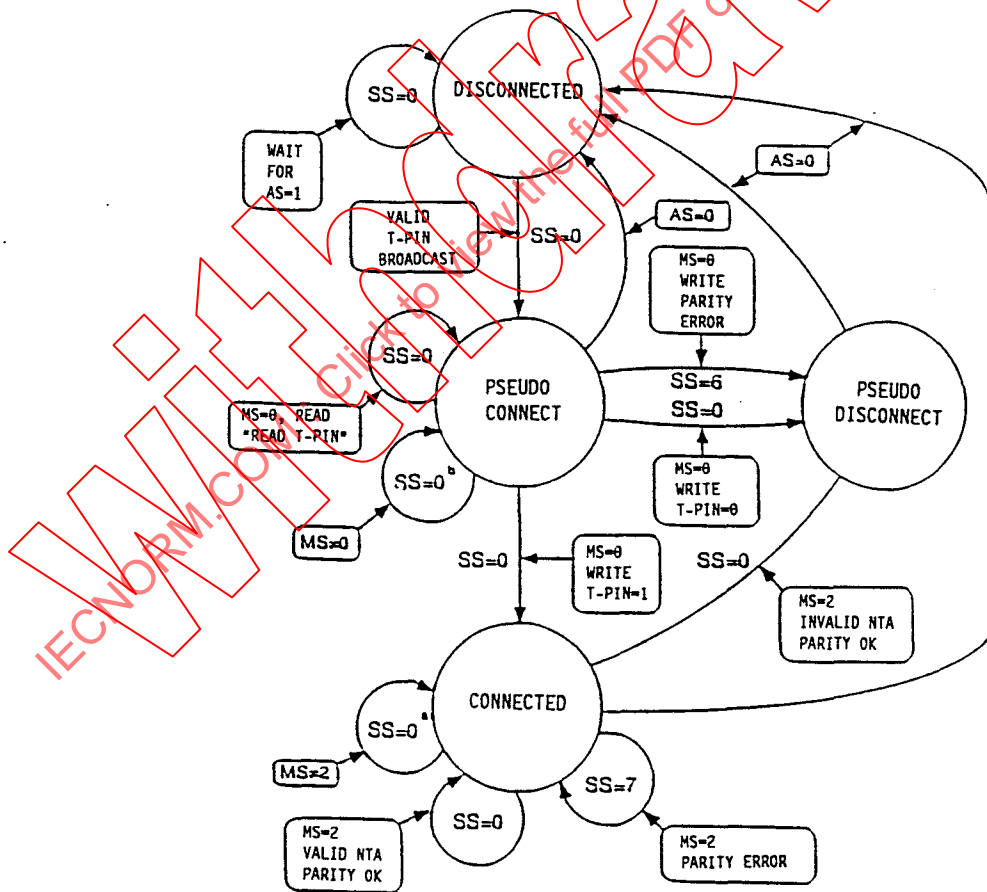 DISCONNECTED
SS=0
WAIT
FOR
AS=1
AS=0
VALID
T-PIN
BROADCAST
SS=0
AS=0
MS=0
WRITE
PARITY
ERROR
SS=0
PSEUDO
CONNECT
SS=6
SS=0
PSEUDO
DISCONNECT
MS=0, READ
"READ T-PIN"
SS=0 b
MS≠0
MS=0
WRITE
T-PIN=0
SS=0
MS=0
WRITE
T-PIN=1
SS=0
MS=2
INVALID NTA
PARITY OK
CONNECTED
SS=0 a
MS≠2
SS=0
SS=7
MS=2
VALID NTA
PARITY OK
MS=2
PARITY ERROR
IECNORM.COM: Click to view the full PDF